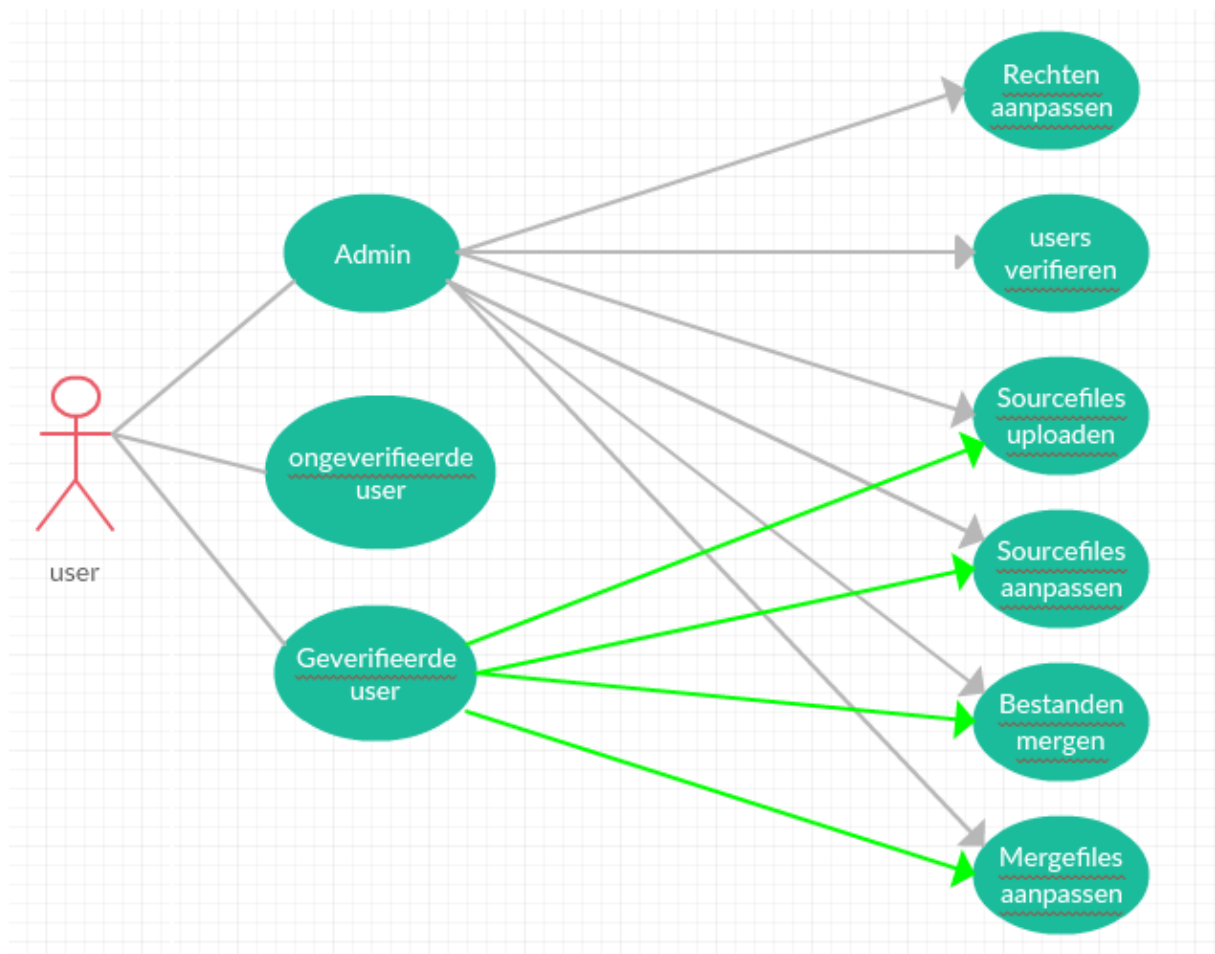 Rechten
aanpassen
Admin
users
verifieren
Sourcefiles
uploaden
ongeverifieerde
user
Sourcefiles
aanpassen
user
Geverifieerde
user
Bestanden
mergen
Mergefiles
aanpassen